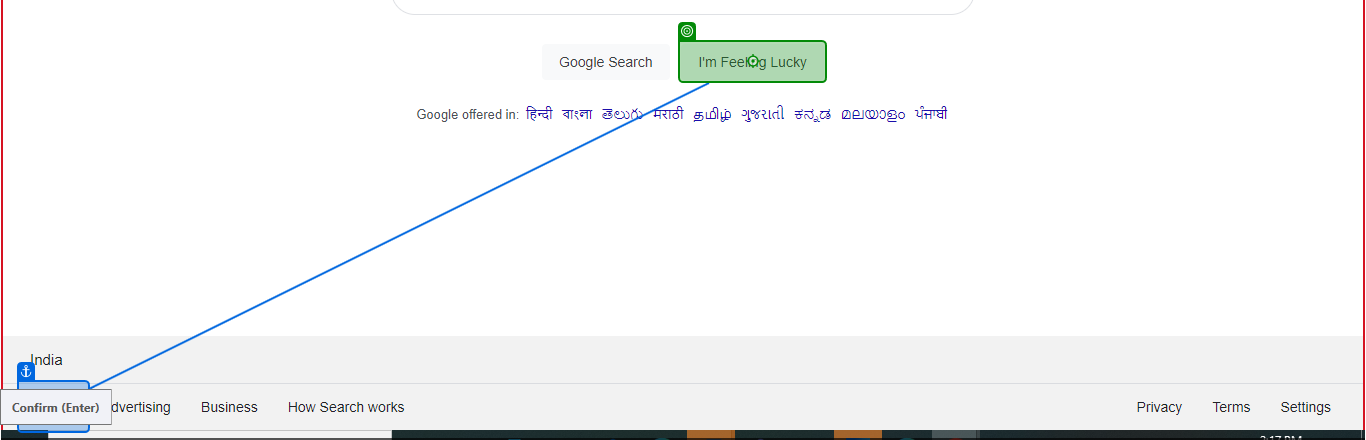 Google Search I'm Feeling Lucky
Google offered in: हिन्दी বাংলা తెలుగు मराठी தமிழ் ગુજરાતી ಕನ್ನಡ മലയാളം ਪੰਜਾਬੀ
India
Confirm (Enter) dvertising Business How Search works Privacy Terms Settings